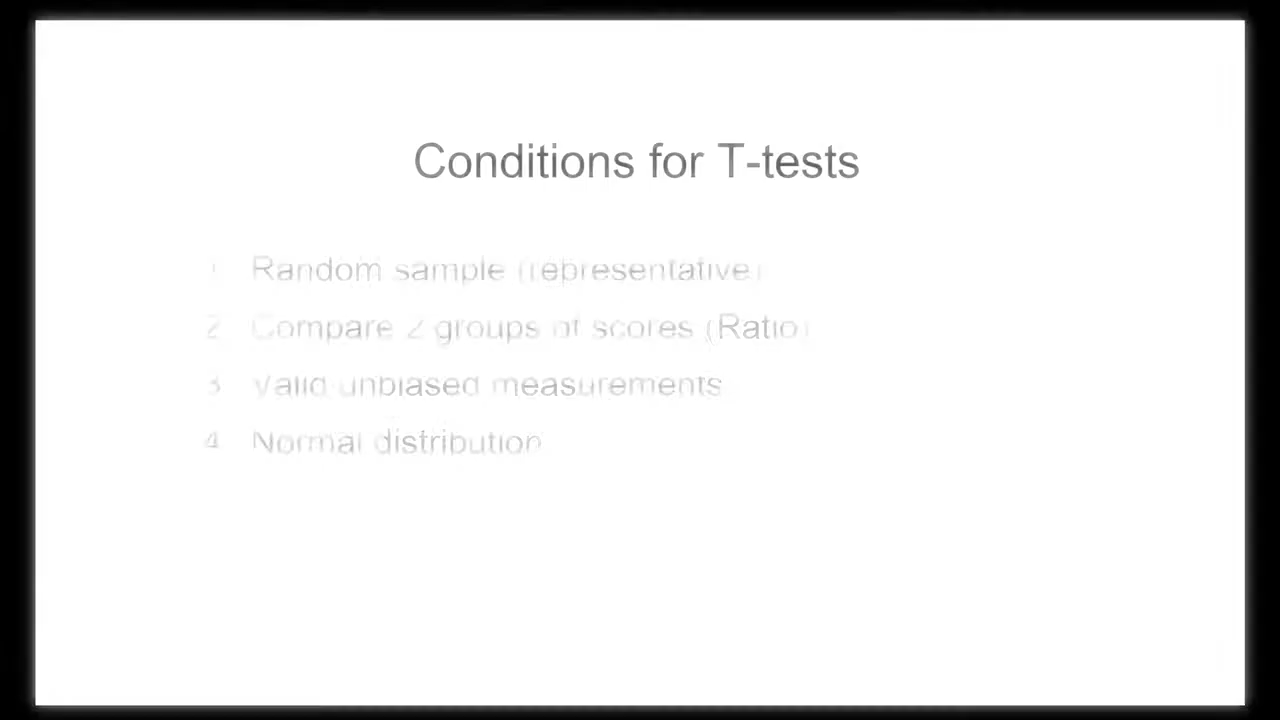 Conditions for T-tests
1 Random sample (representative)
2 Compare 2 groups of scores (Ratio)
3 Valid unbiased measurements
4 Normal distribution